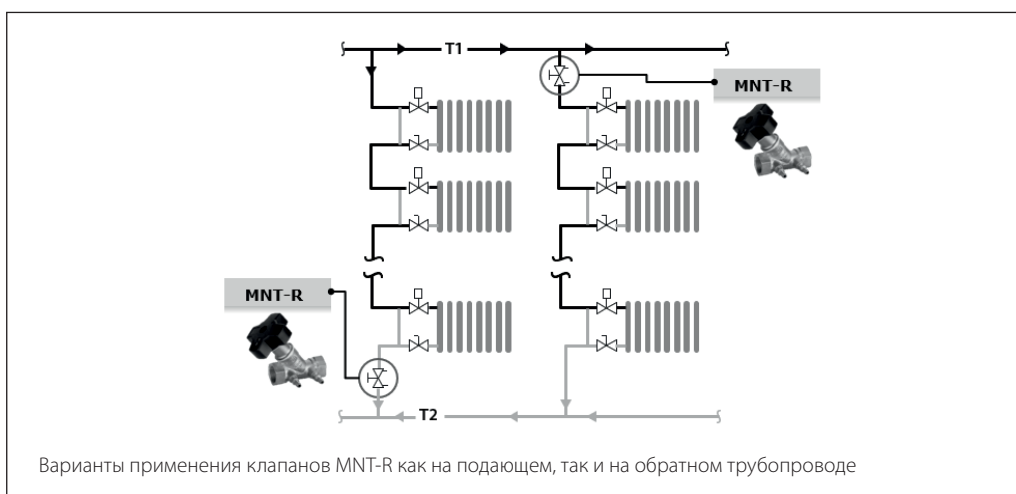 T1
MNT-R
MNT-R
T2
Варианты применения клапанов MNT-R как на подающем, так и на обратном трубопроводе